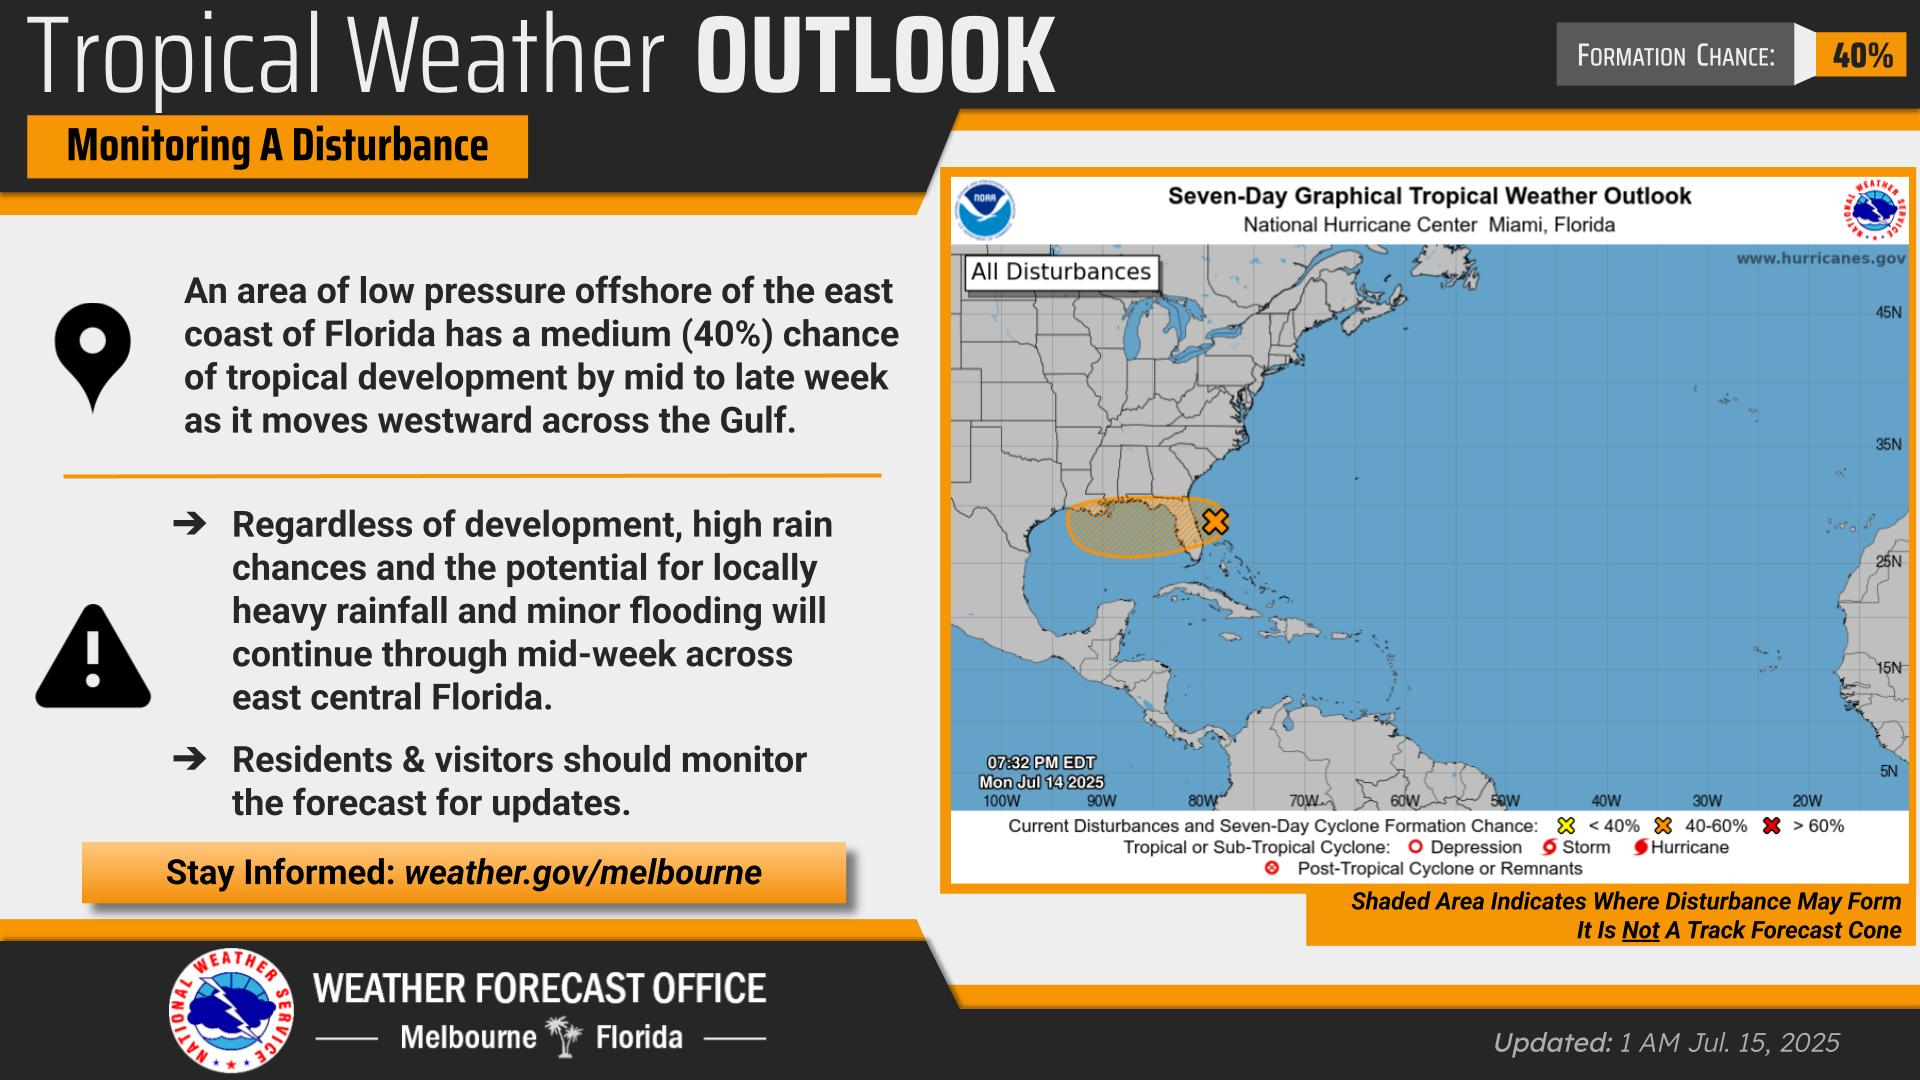 Tropical Weather OUTLOOK
FORMATION CHANCE: 40%
Monitoring A Disturbance
An area of low pressure offshore of the east
coast of Florida has a medium (40%) chance
of tropical development by mid to late week
as it moves westward across the Gulf.
➔ Regardless of development, high rain
chances and the potential for locally
heavy rainfall and minor flooding will
continue through mid-week across
east central Florida.
➔ Residents & visitors should monitor
the forecast for updates.
Stay Informed: weather.gov/melbourne
NOAA
Seven-Day Graphical Tropical Weather Outlook
National Hurricane Center Miami, Florida
NATIONAL WEATHER SERVICE
All Disturbances
www.hurricanes.gov
45N
35N
25N
15N
5N
07:32 PM EDT
Mon Jul 14 2025
100W 90W 80W 70W 60W 50W 40W 30W 20W
Current Disturbances and Seven-Day Cyclone Formation Chance: < 40% 40-60% > 60%
Tropical or Sub-Tropical Cyclone: Depression Storm Hurricane
Post-Tropical Cyclone or Remnants
Shaded Area Indicates Where Disturbance May Form
It Is Not A Track Forecast Cone
NATIONAL WEATHER SERVICE
WEATHER FORECAST OFFICE
Melbourne Florida
Updated: 1 AM Jul. 15, 2025